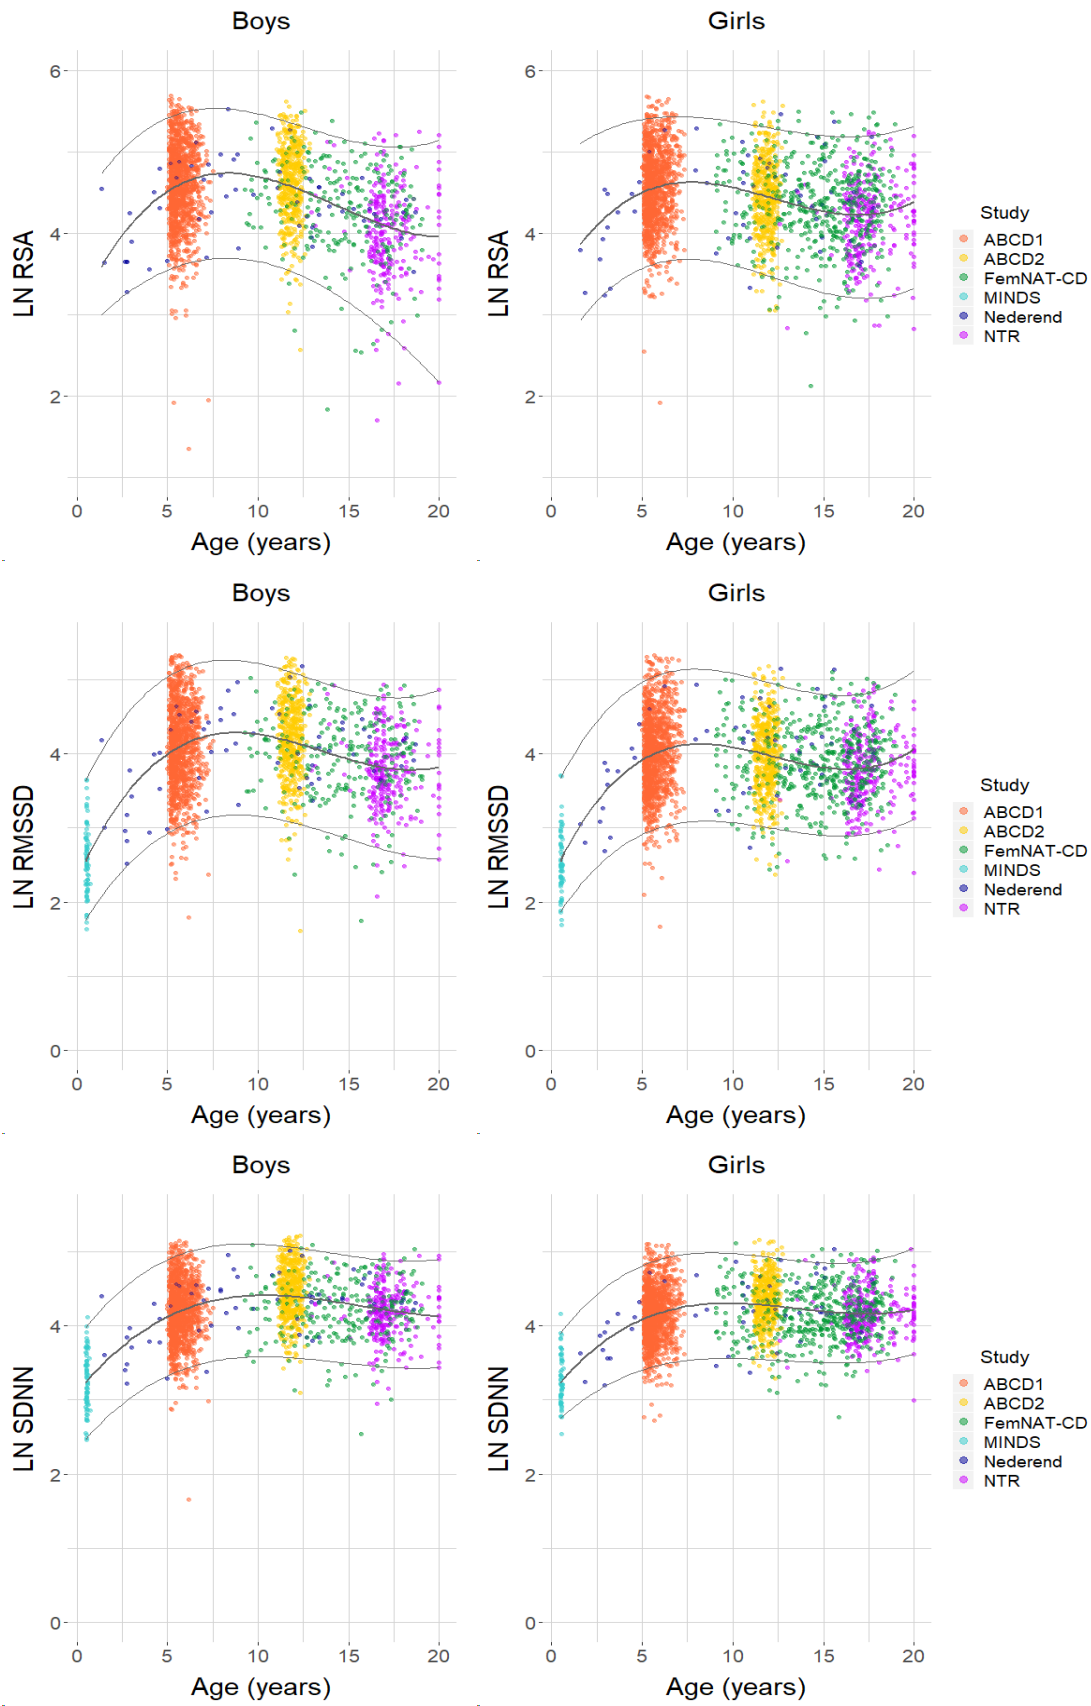 Boys
Girls
6
4
2
LN RSA
0 5 10 15 20
Age (years)
6
4
2
LN RSA
0 5 10 15 20
Age (years)
Study
ABCD1
ABCD2
FemNAT-CD
MINDS
Nederend
NTR
Boys
Girls
4
2
0
LN RMSSD
0 5 10 15 20
Age (years)
4
2
0
LN RMSSD
0 5 10 15 20
Age (years)
Study
ABCD1
ABCD2
FemNAT-CD
MINDS
Nederend
NTR
Boys
Girls
4
2
0
LN SDNN
0 5 10 15 20
Age (years)
4
2
0
LN SDNN
0 5 10 15 20
Age (years)
Study
ABCD1
ABCD2
FemNAT-CD
MINDS
Nederend
NTR